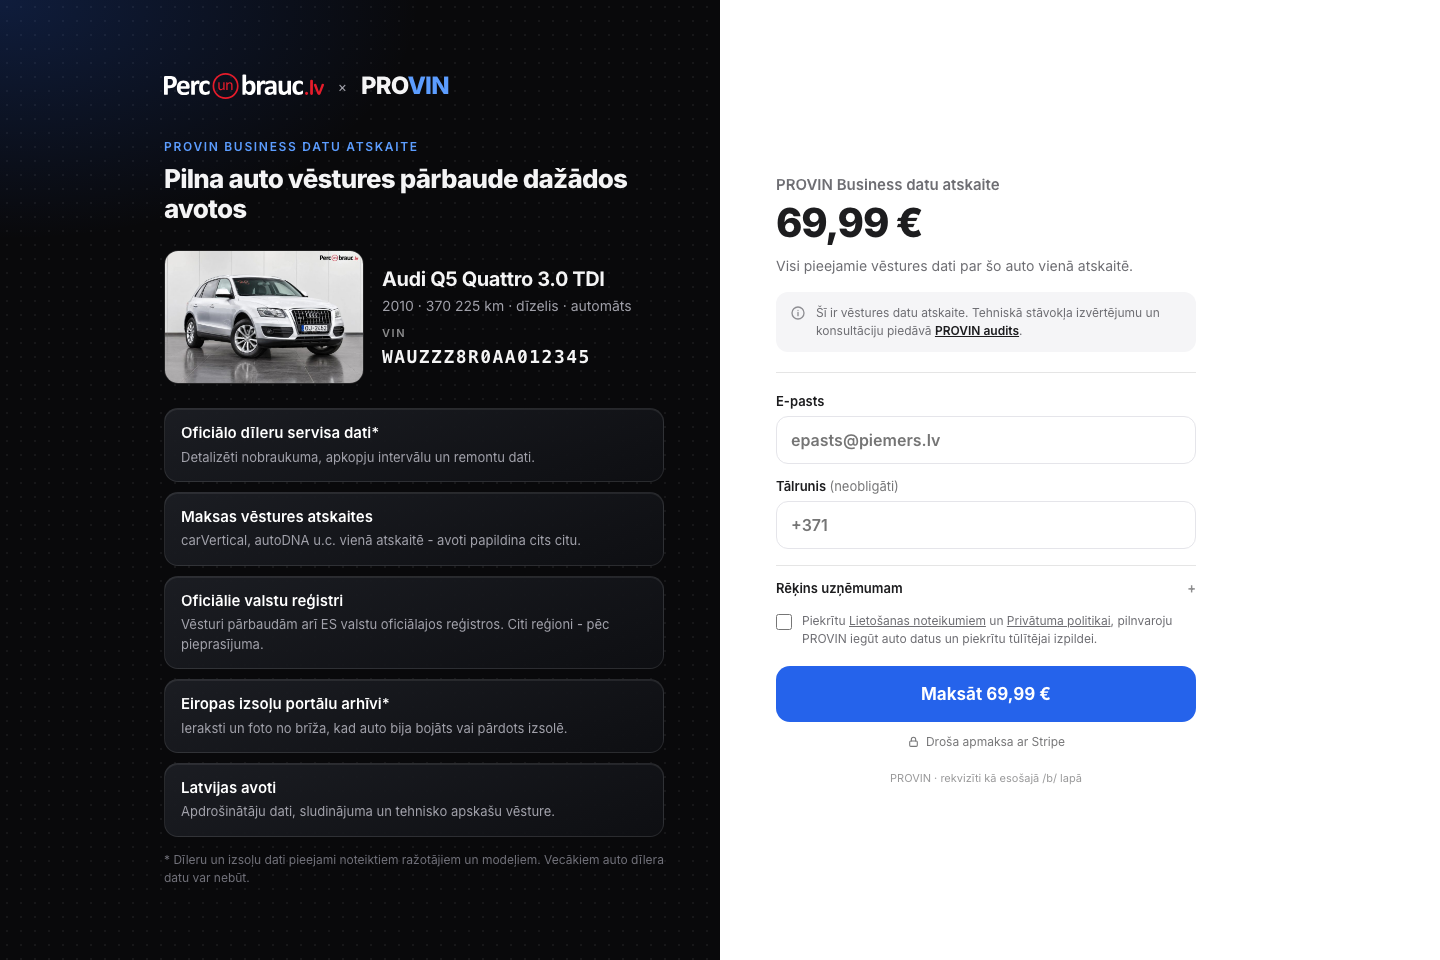 Perc un brauc.lv × PROVIN
PROVIN BUSINESS DATU ATSKAITE
Pilna auto vēstures pārbaude dažādos
avotos
Perc un brauc.lv
Audi Q5 Quattro 3.0 TDI
2010 · 370 225 km · dīzelis · automāts
VIN
WAUZZZ8R0AA012345
Oficiālo dīleru servisa dati*
Detalizēti nobraukuma, apkopju intervālu un remontu dati.
Maksas vēstures atskaites
carVertical, autoDNA u.c. vienā atskaitē - avoti papildina cits citu.
Oficiālie valstu reģistri
Vēsturi pārbaudām arī ES valstu oficiālajos reģistros. Citi reģioni - pēc
pieprasījuma.
Eiropas izsoļu portālu arhīvi*
Ieraksti un foto no brīža, kad auto bija bojāts vai pārdots izsolē.
Latvijas avoti
Apdrošinātāju dati, sludinājuma un tehnisko apskašu vēsture.
* Dīleru un izsoļu dati pieejami noteiktiem ražotājiem un modeļiem. Vecākiem auto dīlera
datu var nebūt.
PROVIN Business datu atskaite
69,99 €
Visi pieejamie vēstures dati par šo auto vienā atskaitē.
Šī ir vēstures datu atskaite. Tehniskā stāvokļa izvērtējumu un
konsultāciju piedāvā PROVIN audits.
E-pasts
epasts@piemers.lv
Tālrunis (neobligāti)
+371
Rēķins uzņēmumam +
Piekrītu Lietošanas noteikumiem un Privātuma politikai, pilnvaroju
PROVIN iegūt auto datus un piekrītu tūlītējai izpildei.
Maksāt 69,99 €
Droša apmaksa ar Stripe
PROVIN · rekvizīti kā esošajā /b/ lapā